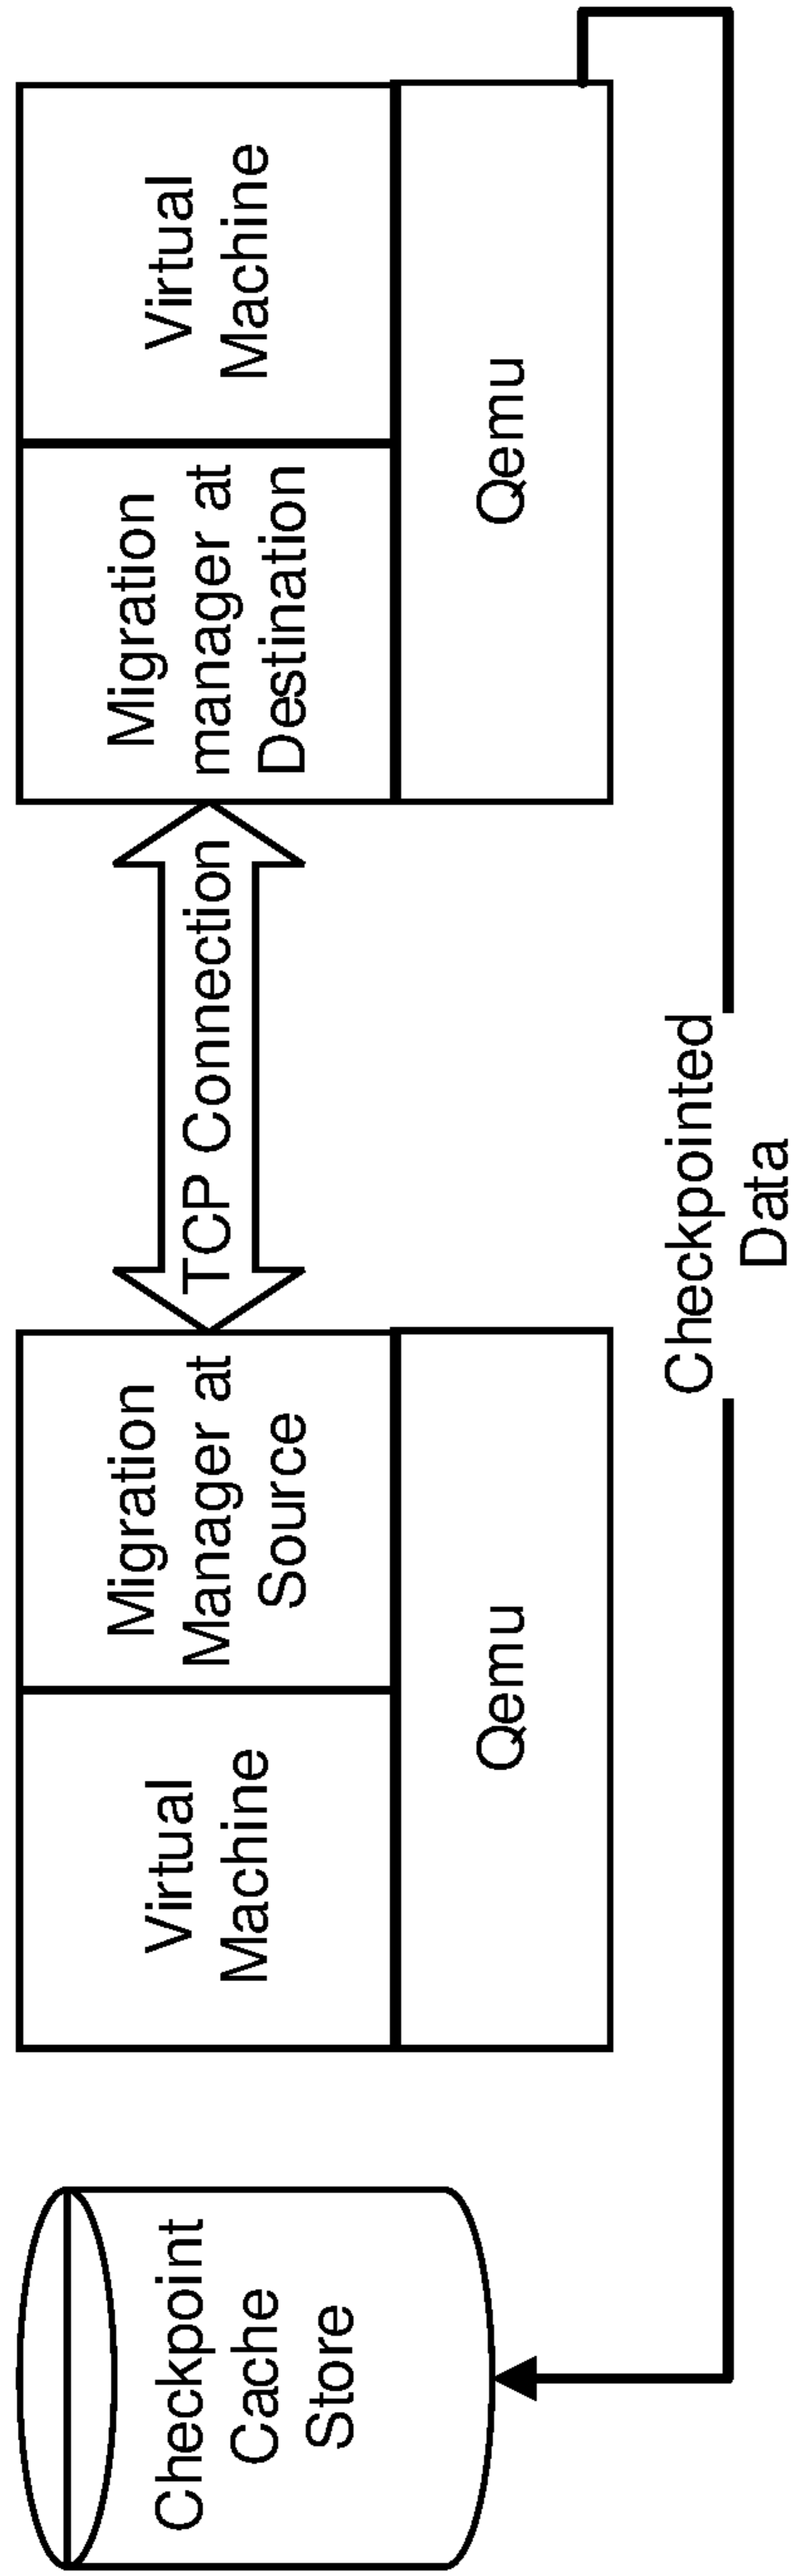 Checkpoint
Cache
Store
Virtual
Machine
Migration
Manager at
Source
Qemu
TCP Connection
Migration
manager at
Destination
Virtual
Machine
Qemu
Checkpointed
Data